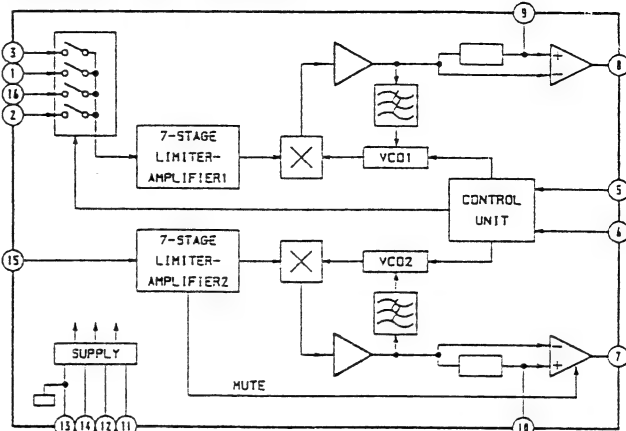 9
3
1
16
2
+
−
8
7-STAGE
LIMITER-
AMPLIFIER1
VCO1
CONTROL
UNIT
5
6
7-STAGE
LIMITER-
AMPLIFIER2
15
VCO2
SUPPLY
−
+
7
MUTE
13
14
12
11
10